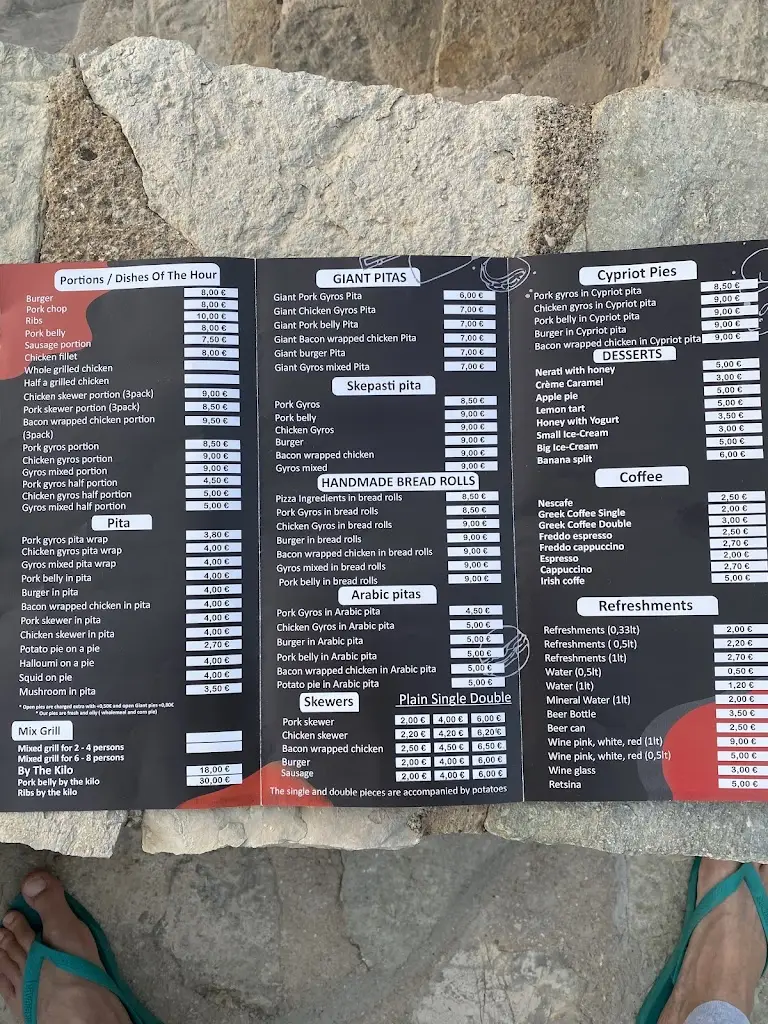 Portions / Dishes Of The Hour
Burger 8,00 €
Pork chop 8,00 €
Ribs 10,00 €
Pork belly 8,00 €
Sausage portion 7,50 €
Chicken fillet 8,00 €
Whole grilled chicken
Half a grilled chicken
Chicken skewer portion (3pack) 9,00 €
Pork skewer portion (3pack) 8,50 €
Bacon wrapped chicken portion 9,50 €
(3pack)
Pork gyros portion 8,50 €
Chicken gyros portion 9,00 €
Gyros mixed portion 9,00 €
Pork gyros half portion 4,50 €
Chicken gyros half portion 5,00 €
Gyros mixed half portion 5,00 €
Pita
Pork gyros pita wrap 3,80 €
Chicken gyros pita wrap 4,00 €
Gyros mixed pita wrap 4,00 €
Pork belly in pita 4,00 €
Burger in pita 4,00 €
Bacon wrapped chicken in pita 4,00 €
Pork skewer in pita 4,00 €
Chicken skewer in pita 4,00 €
Potato pie on a pie 2,70 €
Halloumi on a pie 4,00 €
Squid on pie 4,00 €
Mushroom in pita 3,50 €
* Open pies are charged extra with +0,50€ and open Giant pies +0,80€
* Our pies are fresh and oily ( wholemeal and corn pie)
Mix Grill
Mixed grill for 2 - 4 persons
Mixed grill for 6 - 8 persons
By The Kilo
Pork belly by the kilo 18,00 €
Ribs by the kilo 30,00 €
GIANT PITAS
Giant Pork Gyros Pita 6,00 €
Giant Chicken Gyros Pita 7,00 €
Giant Pork belly Pita 7,00 €
Giant Bacon wrapped chicken Pita 7,00 €
Giant burger Pita 7,00 €
Giant Gyros mixed Pita 7,00 €
Skepasti pita
Pork Gyros 8,50 €
Pork belly 9,00 €
Chicken Gyros 9,00 €
Burger 9,00 €
Bacon wrapped chicken 9,00 €
Gyros mixed 9,00 €
HANDMADE BREAD ROLLS
Pizza Ingredients in bread rolls 8,50 €
Pork Gyros in bread rolls 8,50 €
Chicken Gyros in bread rolls 9,00 €
Burger in bread rolls 9,00 €
Bacon wrapped chicken in bread rolls 9,00 €
Gyros mixed in bread rolls 9,00 €
Pork belly in bread rolls 9,00 €
Arabic pitas
Pork Gyros in Arabic pita 4,50 €
Chicken Gyros in Arabic pita 5,00 €
Burger in Arabic pita 5,00 €
Pork belly in Arabic pita 5,00 €
Bacon wrapped chicken in Arabic pita 5,00 €
Potato pie in Arabic pita 5,00 €
Skewers Plain Single Double
Pork skewer 2,00 € 4,00 € 6,00 €
Chicken skewer 2,20 € 4,20 € 6,20 €
Bacon wrapped chicken 2,50 € 4,50 € 6,50 €
Burger 2,00 € 4,00 € 6,00 €
Sausage 2,00 € 4,00 € 6,00 €
The single and double pieces are accompanied by potatoes
Cypriot Pies
Pork gyros in Cypriot pita 8,50 €
Chicken gyros in Cypriot pita 9,00 €
Pork belly in Cypriot pita 9,00 €
Burger in Cypriot pita 9,00 €
Bacon wrapped chicken in Cypriot pita 9,00 €
DESSERTS
Nerati with honey 5,00 €
Crème Caramel 3,00 €
Apple pie 5,00 €
Lemon tart 5,00 €
Honey with Yogurt 3,50 €
Small Ice-Cream 3,00 €
Big Ice-Cream 5,00 €
Banana split 6,00 €
Coffee
Nescafe 2,50 €
Greek Coffee Single 2,00 €
Greek Coffee Double 3,00 €
Freddo espresso 2,50 €
Freddo cappuccino 2,70 €
Espresso 2,00 €
Cappuccino 2,70 €
Irish coffe 5,00 €
Refreshments
Refreshments (0,33lt) 2,00 €
Refreshments ( 0,5lt) 2,20 €
Refreshments (1lt) 2,70 €
Water (0,5lt) 0,50 €
Water (1lt) 1,20 €
Mineral Water (1lt) 2,00 €
Beer Bottle 3,50 €
Beer can 2,50 €
Wine pink, white, red (1lt) 9,00 €
Wine pink, white, red (0,5lt) 5,00 €
Wine glass 3,00 €
Retsina 5,00 €